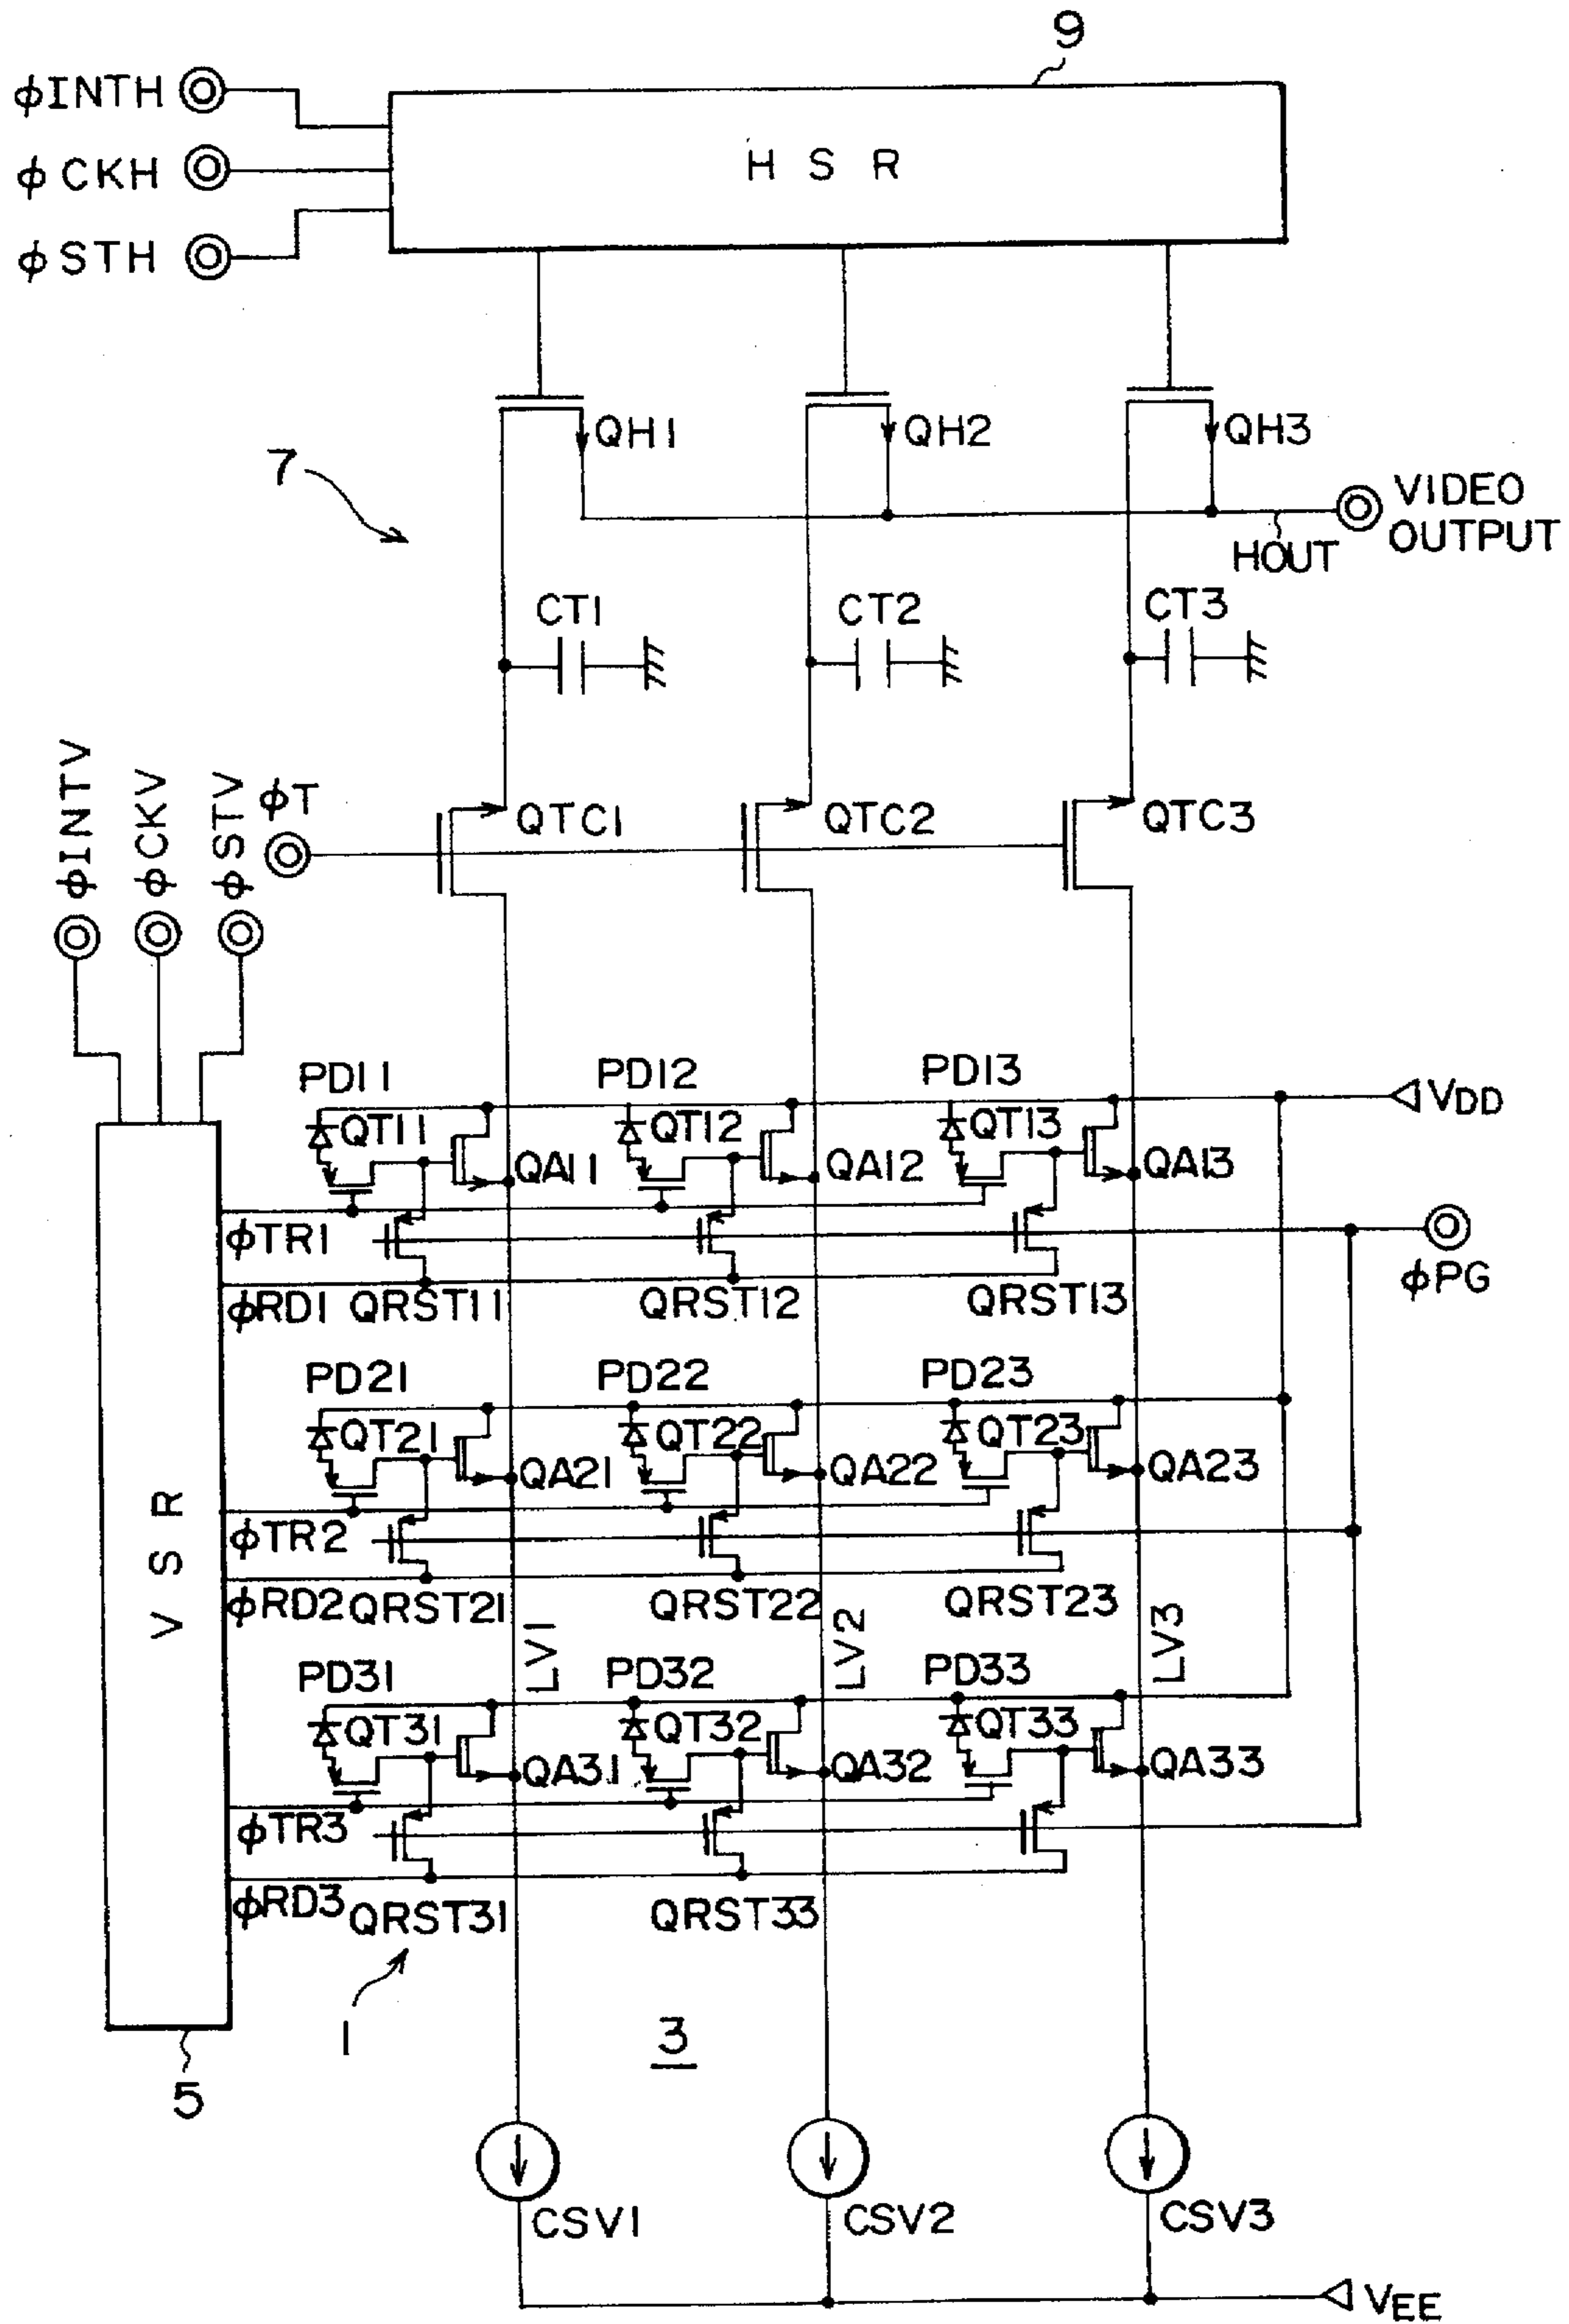 9
φINTH
φCKH
φSTH
H S R
QH1
QH2
QH3
7
VIDEO
OUTPUT
HOUT
CT1
CT2
CT3
φINTV
φCKV
φSTV
φT
QTC1
QTC2
QTC3
PD11
PD12
PD13
VDD
QT11
QT12
QT13
QA11
QA12
QA13
φTR1
φPG
φRD1
QRST11
QRST12
QRST13
PD21
PD22
PD23
QT21
QT22
QT23
QA21
QA22
QA23
V S R
φTR2
φRD2
QRST21
QRST22
QRST23
LV1
LV2
LV3
PD31
PD32
PD33
QT31
QT32
QT33
QA31
QA32
QA33
φTR3
φRD3
QRST31
QRST33
1
3
5
CSV1
CSV2
CSV3
VEE